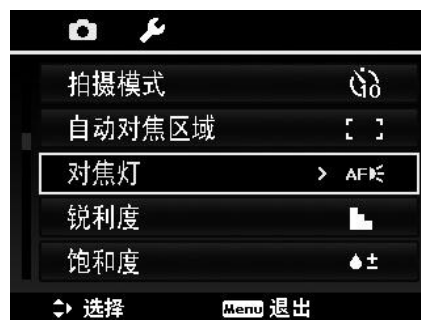 拍摄模式
自动对焦区域
对焦灯 > AF
锐利度
饱和度
选择 Menu 退出